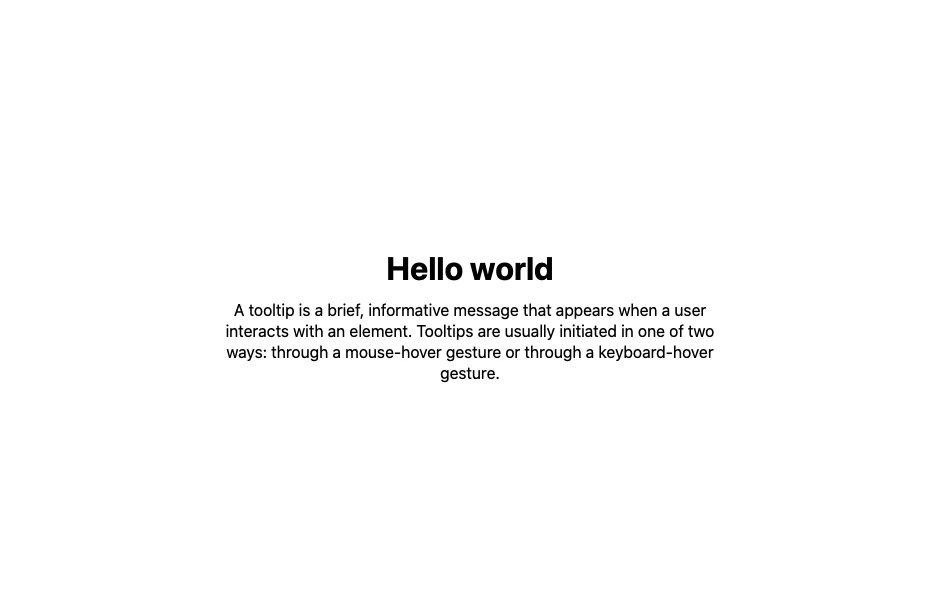 Hello world
A tooltip is a brief, informative message that appears when a user
interacts with an element. Tooltips are usually initiated in one of two
ways: through a mouse-hover gesture or through a keyboard-hover
gesture.